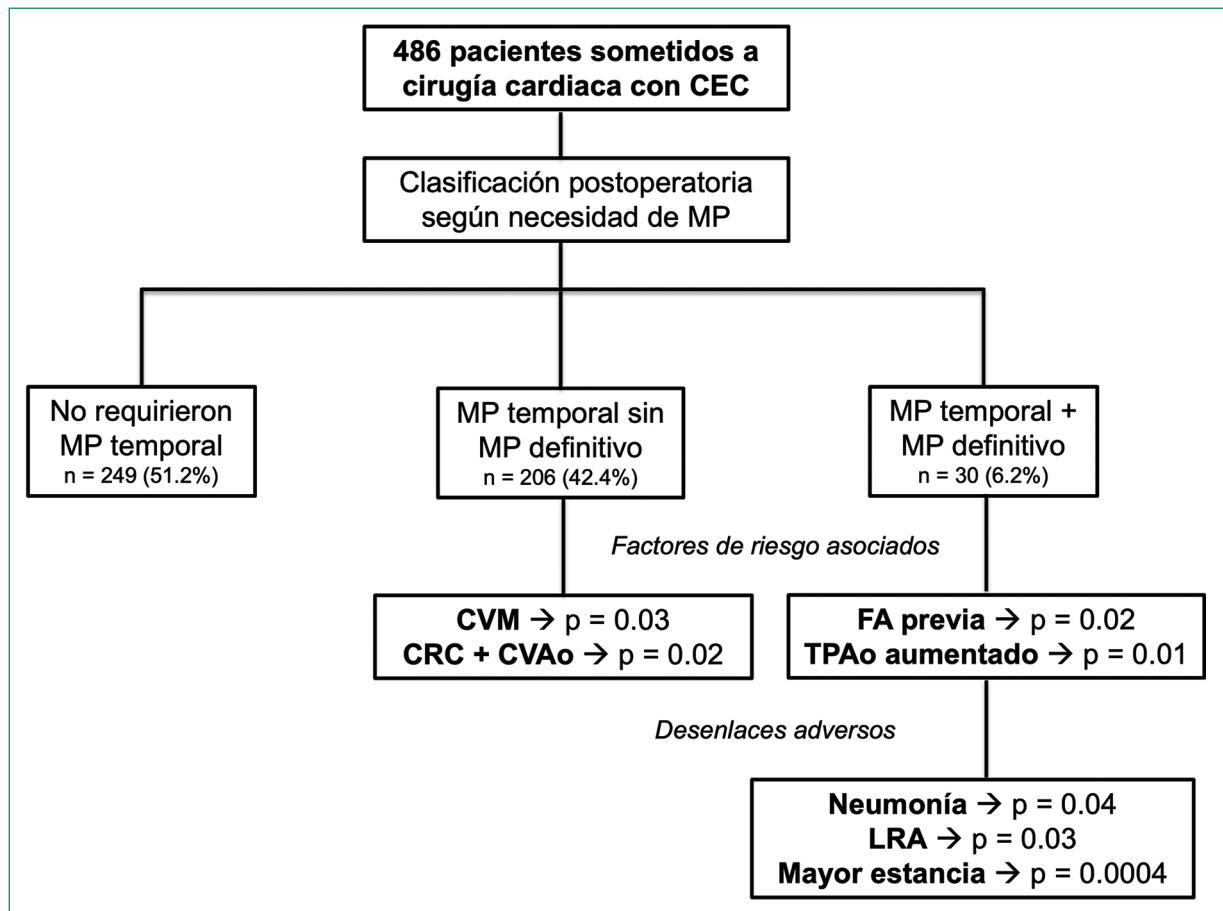 486 pacientes sometidos a
cirugía cardiaca con CEC
Clasificación postoperatoria
según necesidad de MP
No requirieron
MP temporal
n = 249 (51.2%)
MP temporal sin
MP definitivo
n = 206 (42.4%)
MP temporal +
MP definitivo
n = 30 (6.2%)
Factores de riesgo asociados
CVM → p = 0.03
CRC + CVAo → p = 0.02
FA previa → p = 0.02
TPAo aumentado → p = 0.01
Desenlaces adversos
Neumonía → p = 0.04
LRA → p = 0.03
Mayor estancia → p = 0.0004